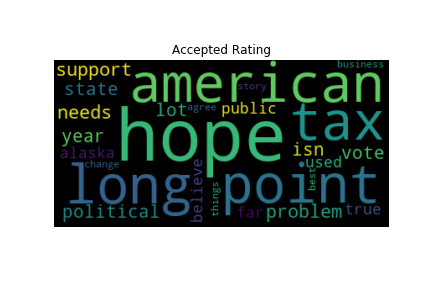 Accepted Rating
support american business
state story
needs lot agree public tax
year hope isn vote
alaska used
change long believe point best
political things far problem true